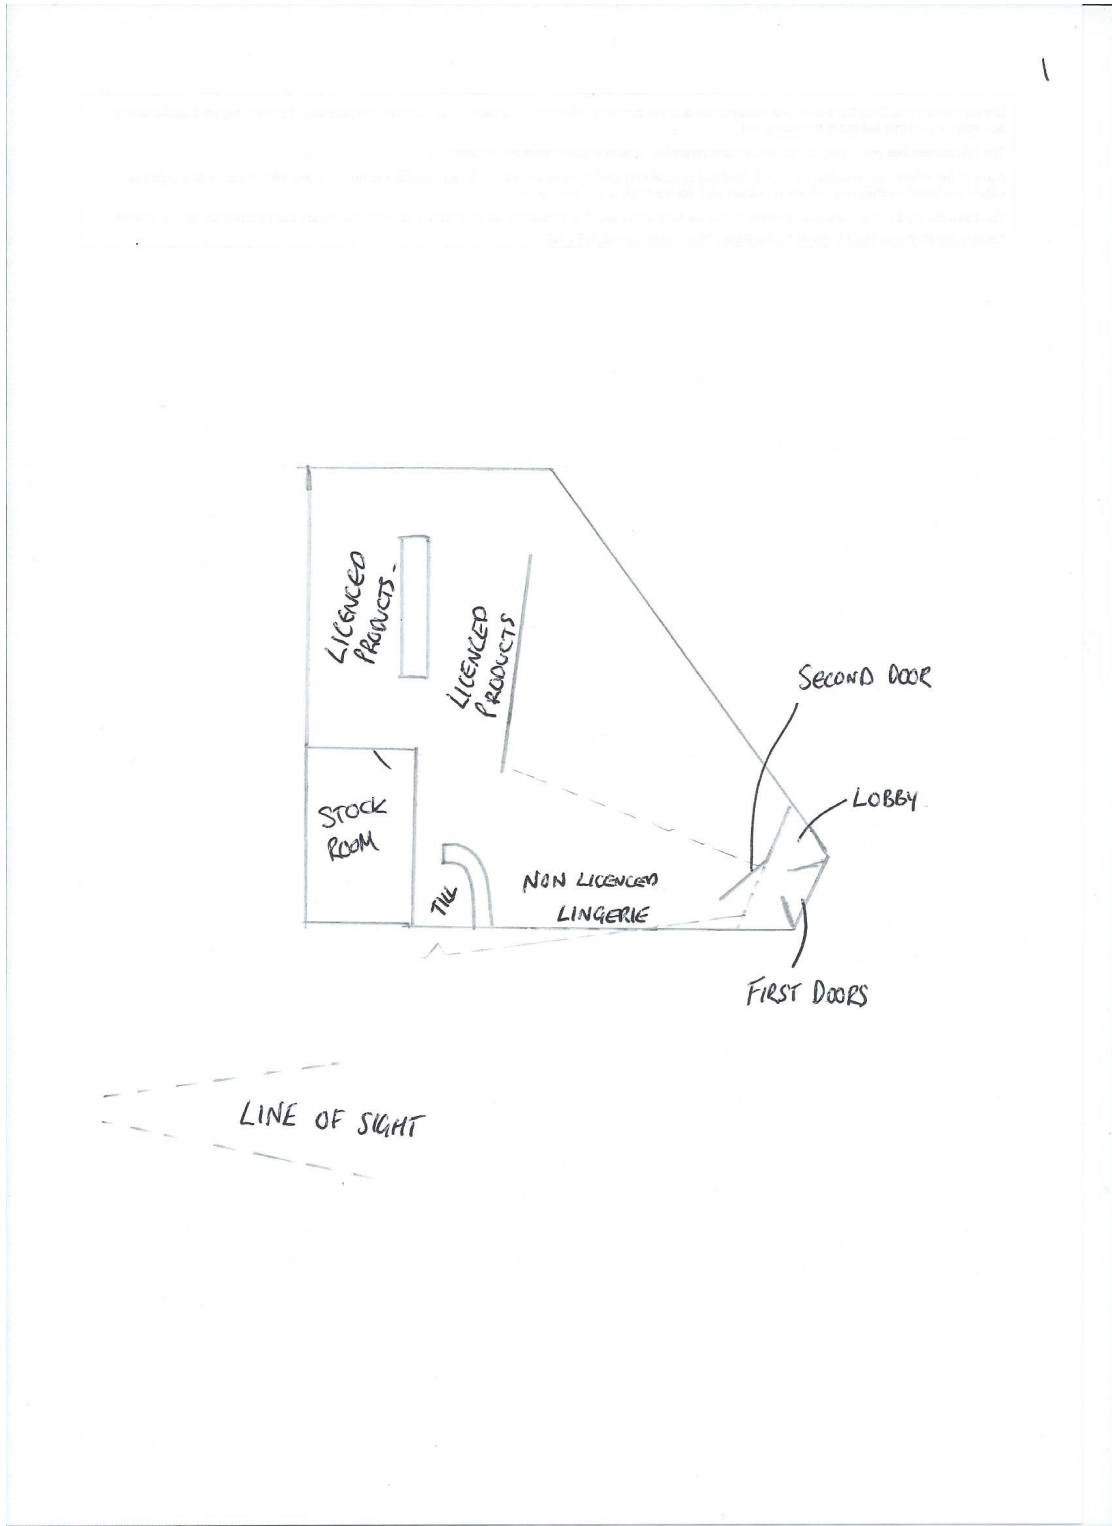 1
LICENCED
PRODUCTS-
LICENCED
PRODUCTS
SECOND DOOR
LOBBY
STOCK
ROOM
TILL
NON LICENCED
LINGERIE
FIRST DOORS
LINE OF SIGHT